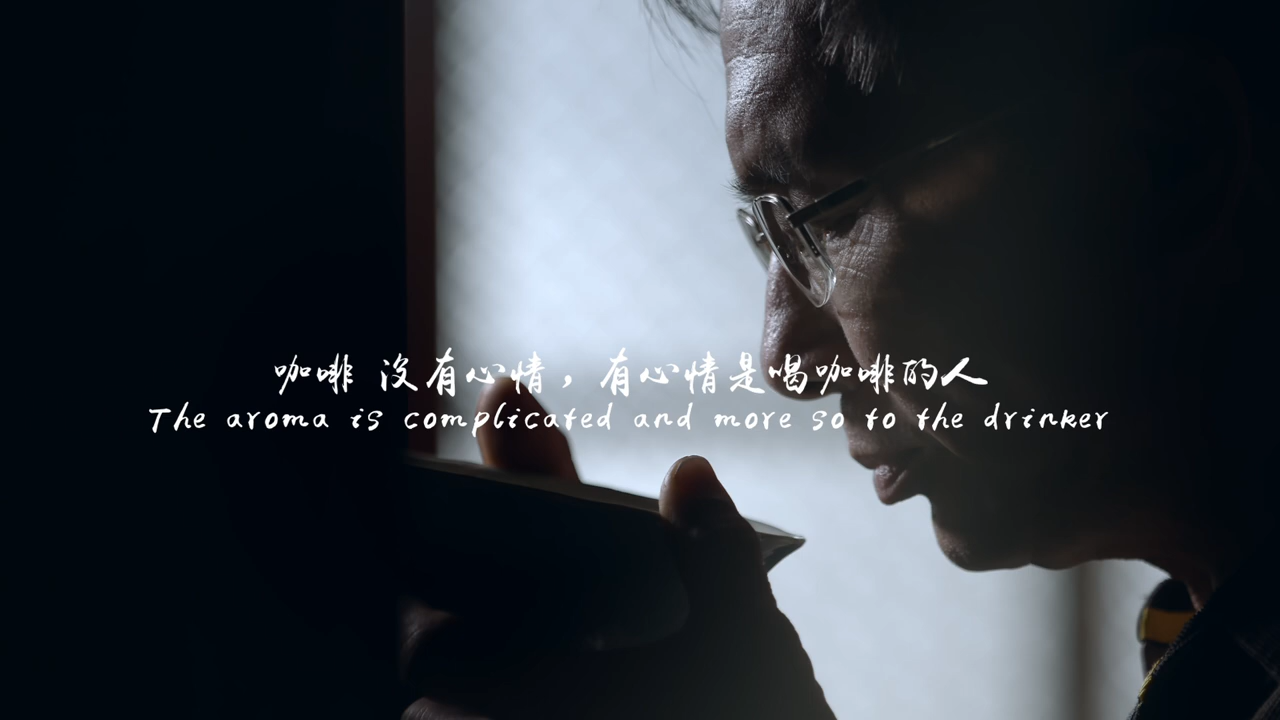 咖啡 沒有心情，有心情是喝咖啡的人
The aroma is complicated and more so to the drinker